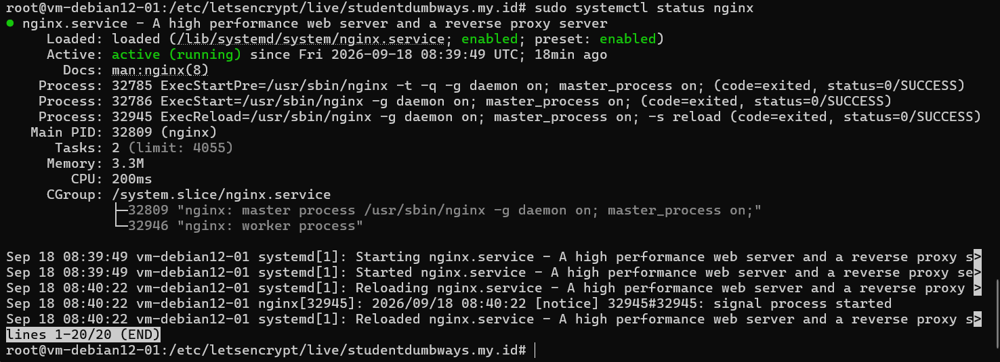 root@vm-debian12-01:/etc/letsencrypt/live/studentdumbways.my.id# sudo systemctl status nginx
● nginx.service - A high performance web server and a reverse proxy server
     Loaded: loaded (/lib/systemd/system/nginx.service; enabled; preset: enabled)
     Active: active (running) since Fri 2026-09-18 08:39:49 UTC; 18min ago
       Docs: man:nginx(8)
    Process: 32785 ExecStartPre=/usr/sbin/nginx -t -q -g daemon on; master_process on; (code=exited, status=0/SUCCESS)
    Process: 32786 ExecStart=/usr/sbin/nginx -g daemon on; master_process on; (code=exited, status=0/SUCCESS)
    Process: 32945 ExecReload=/usr/sbin/nginx -g daemon on; master_process on; -s reload (code=exited, status=0/SUCCESS)
   Main PID: 32809 (nginx)
      Tasks: 2 (limit: 4055)
     Memory: 3.3M
        CPU: 200ms
     CGroup: /system.slice/nginx.service
             ├─32809 "nginx: master process /usr/sbin/nginx -g daemon on; master_process on;"
             └─32946 "nginx: worker process"

Sep 18 08:39:49 vm-debian12-01 systemd[1]: Starting nginx.service - A high performance web server and a reverse proxy s>
Sep 18 08:39:49 vm-debian12-01 systemd[1]: Started nginx.service - A high performance web server and a reverse proxy se>
Sep 18 08:40:22 vm-debian12-01 systemd[1]: Reloading nginx.service - A high performance web server and a reverse proxy >
Sep 18 08:40:22 vm-debian12-01 nginx[32945]: 2026/09/18 08:40:22 [notice] 32945#32945: signal process started
Sep 18 08:40:22 vm-debian12-01 systemd[1]: Reloaded nginx.service - A high performance web server and a reverse proxy s>
lines 1-20/20 (END)
root@vm-debian12-01:/etc/letsencrypt/live/studentdumbways.my.id#